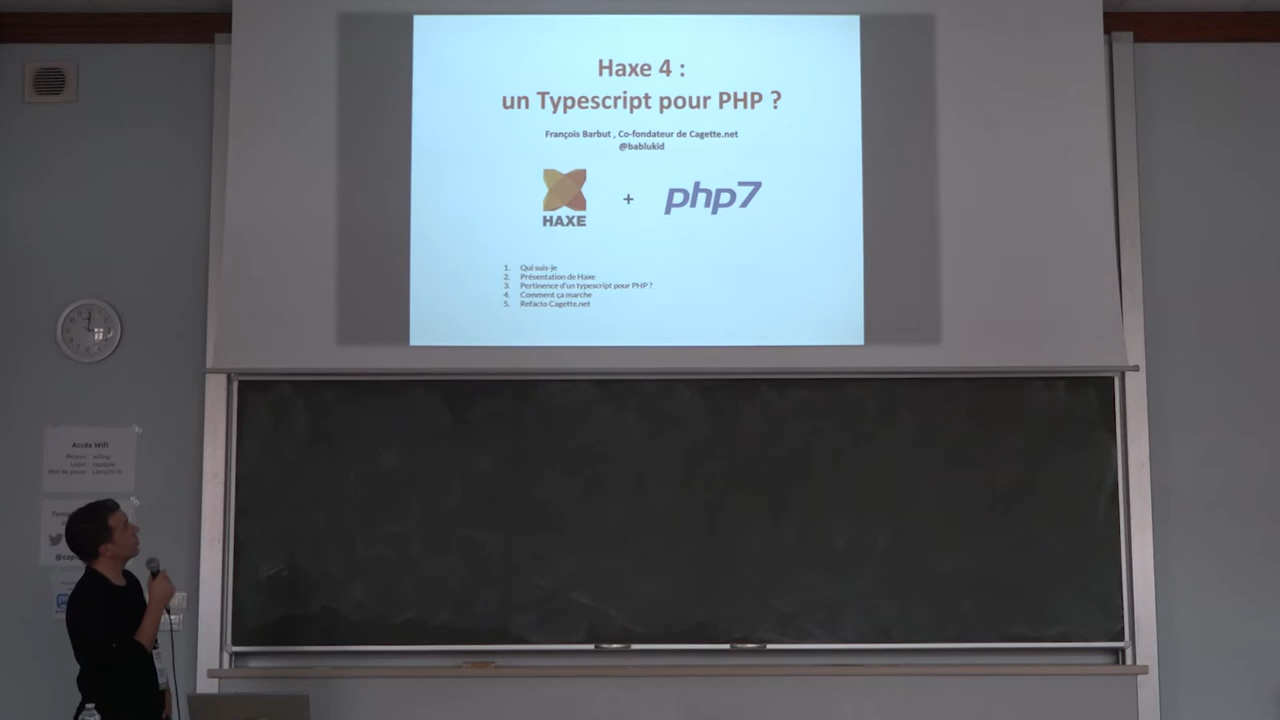 Haxe 4 :
un Typescript pour PHP ?
François Barbut , Co-fondateur de Cagette.net
@bablukid
HAXE
+
php7
1. Qui suis-je
2. Présentation de Haxe
3. Pertinence d'un typescript pour PHP ?
4. Comment ça marche
5. Refacto Cagette.net
Accès Wifi